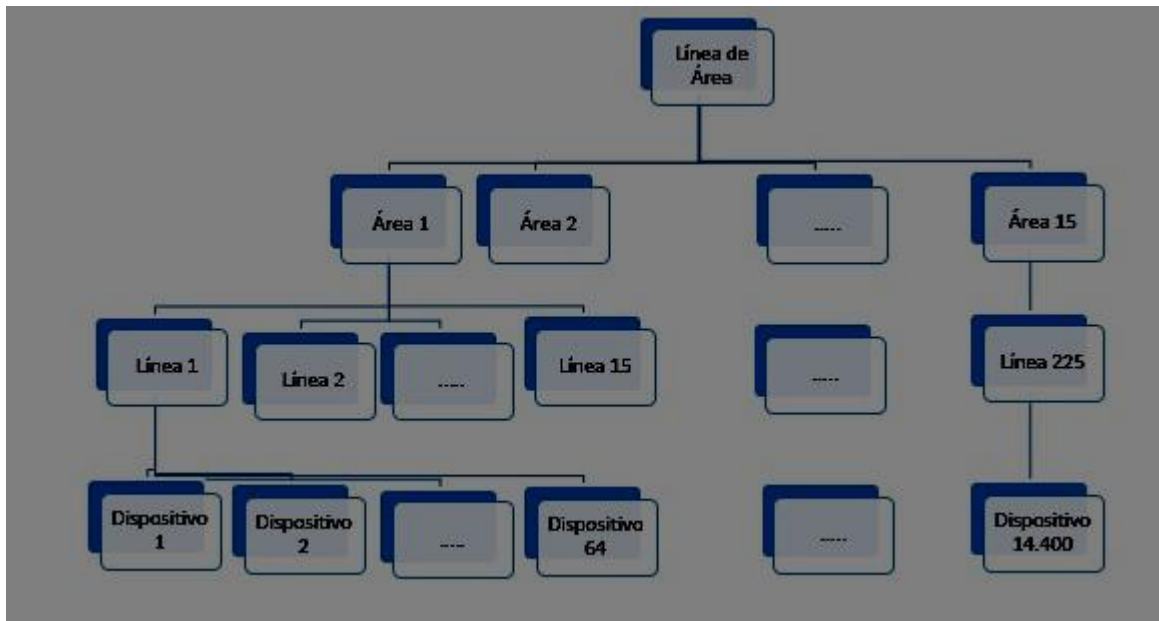 Línea de
Área
Área 1
Área 2
.....
Área 15
Línea 1
Línea 2
.....
Línea 15
.....
Línea 225
Dispositivo
1
Dispositivo
2
.....
Dispositivo
64
.....
Dispositivo
14.400